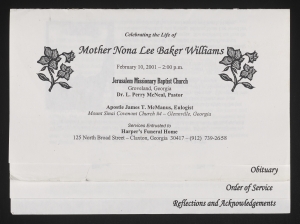 Celebrating the Life of
Mother Nona Lee Baker Williams
February 10, 2001 – 2:00 p.m.
Jerusalem Missionary Baptist Church
Groveland, Georgia
Dr. L. Perry McNeal, Pastor
Apostle James T. McManus, Eulogist
Mount Sinai Covenant Church #4 – Glennville, Georgia
Services Entrusted to
Harper's Funeral Home
125 North Broad Street – Claxton, Georgia 30417 – (912) 739-2658
Obituary
Order of Service
Reflections and Acknowledgements